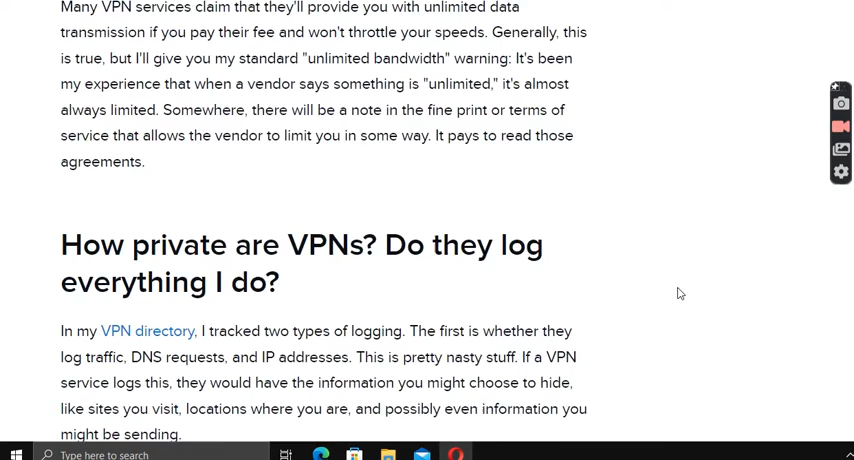 Many VPN services claim that they'll provide you with unlimited data
transmission if you pay their fee and won't throttle your speeds. Generally, this
is true, but I'll give you my standard "unlimited bandwidth" warning: It's been
my experience that when a vendor says something is "unlimited," it's almost
always limited. Somewhere, there will be a note in the fine print or terms of
service that allows the vendor to limit you in some way. It pays to read those
agreements.
How private are VPNs? Do they log
everything I do?
In my VPN directory, I tracked two types of logging. The first is whether they
log traffic, DNS requests, and IP addresses. This is pretty nasty stuff. If a VPN
service logs this, they would have the information you might choose to hide,
like sites you visit, locations where you are, and possibly even information you
might be sending.
Type here to search